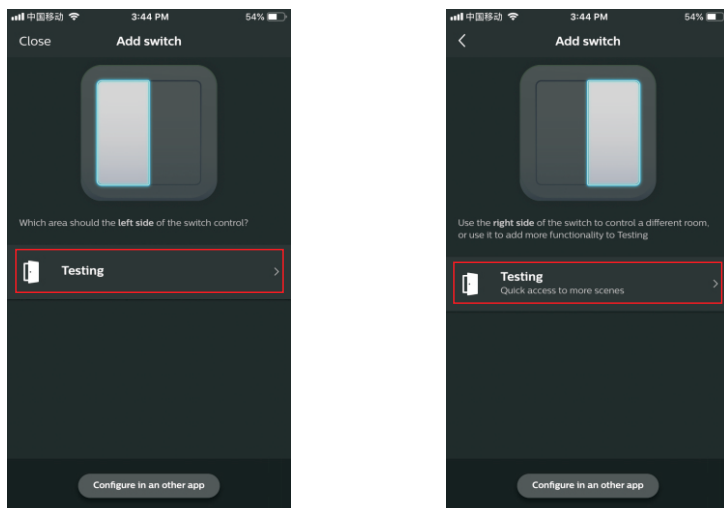 中国移动 3:44 PM 54%
Close Add switch
Which area should the left side of the switch control?
Testing
Configure in an other app
中国移动 3:44 PM 54%
Add switch
Use the right side of the switch to control a different room,
or use it to add more functionality to Testing
Testing
Quick access to more scenes
Configure in an other app